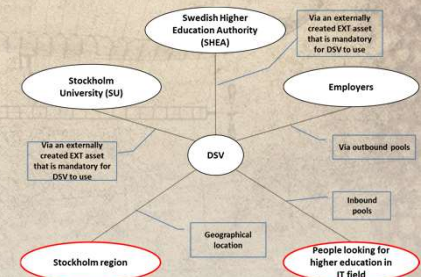 Swedish Higher
Education Authority
(SHEA)
Via an externally
created EXT asset
that is mandatory
for DSV to use
Stockholm
University (SU)
Employers
Via an externally
created EXT asset
that is mandatory for
DSV to use
DSV
Via outbound pools
Inbound
pools
Geographical
location
Stockholm region
People looking for
higher education in
IT field